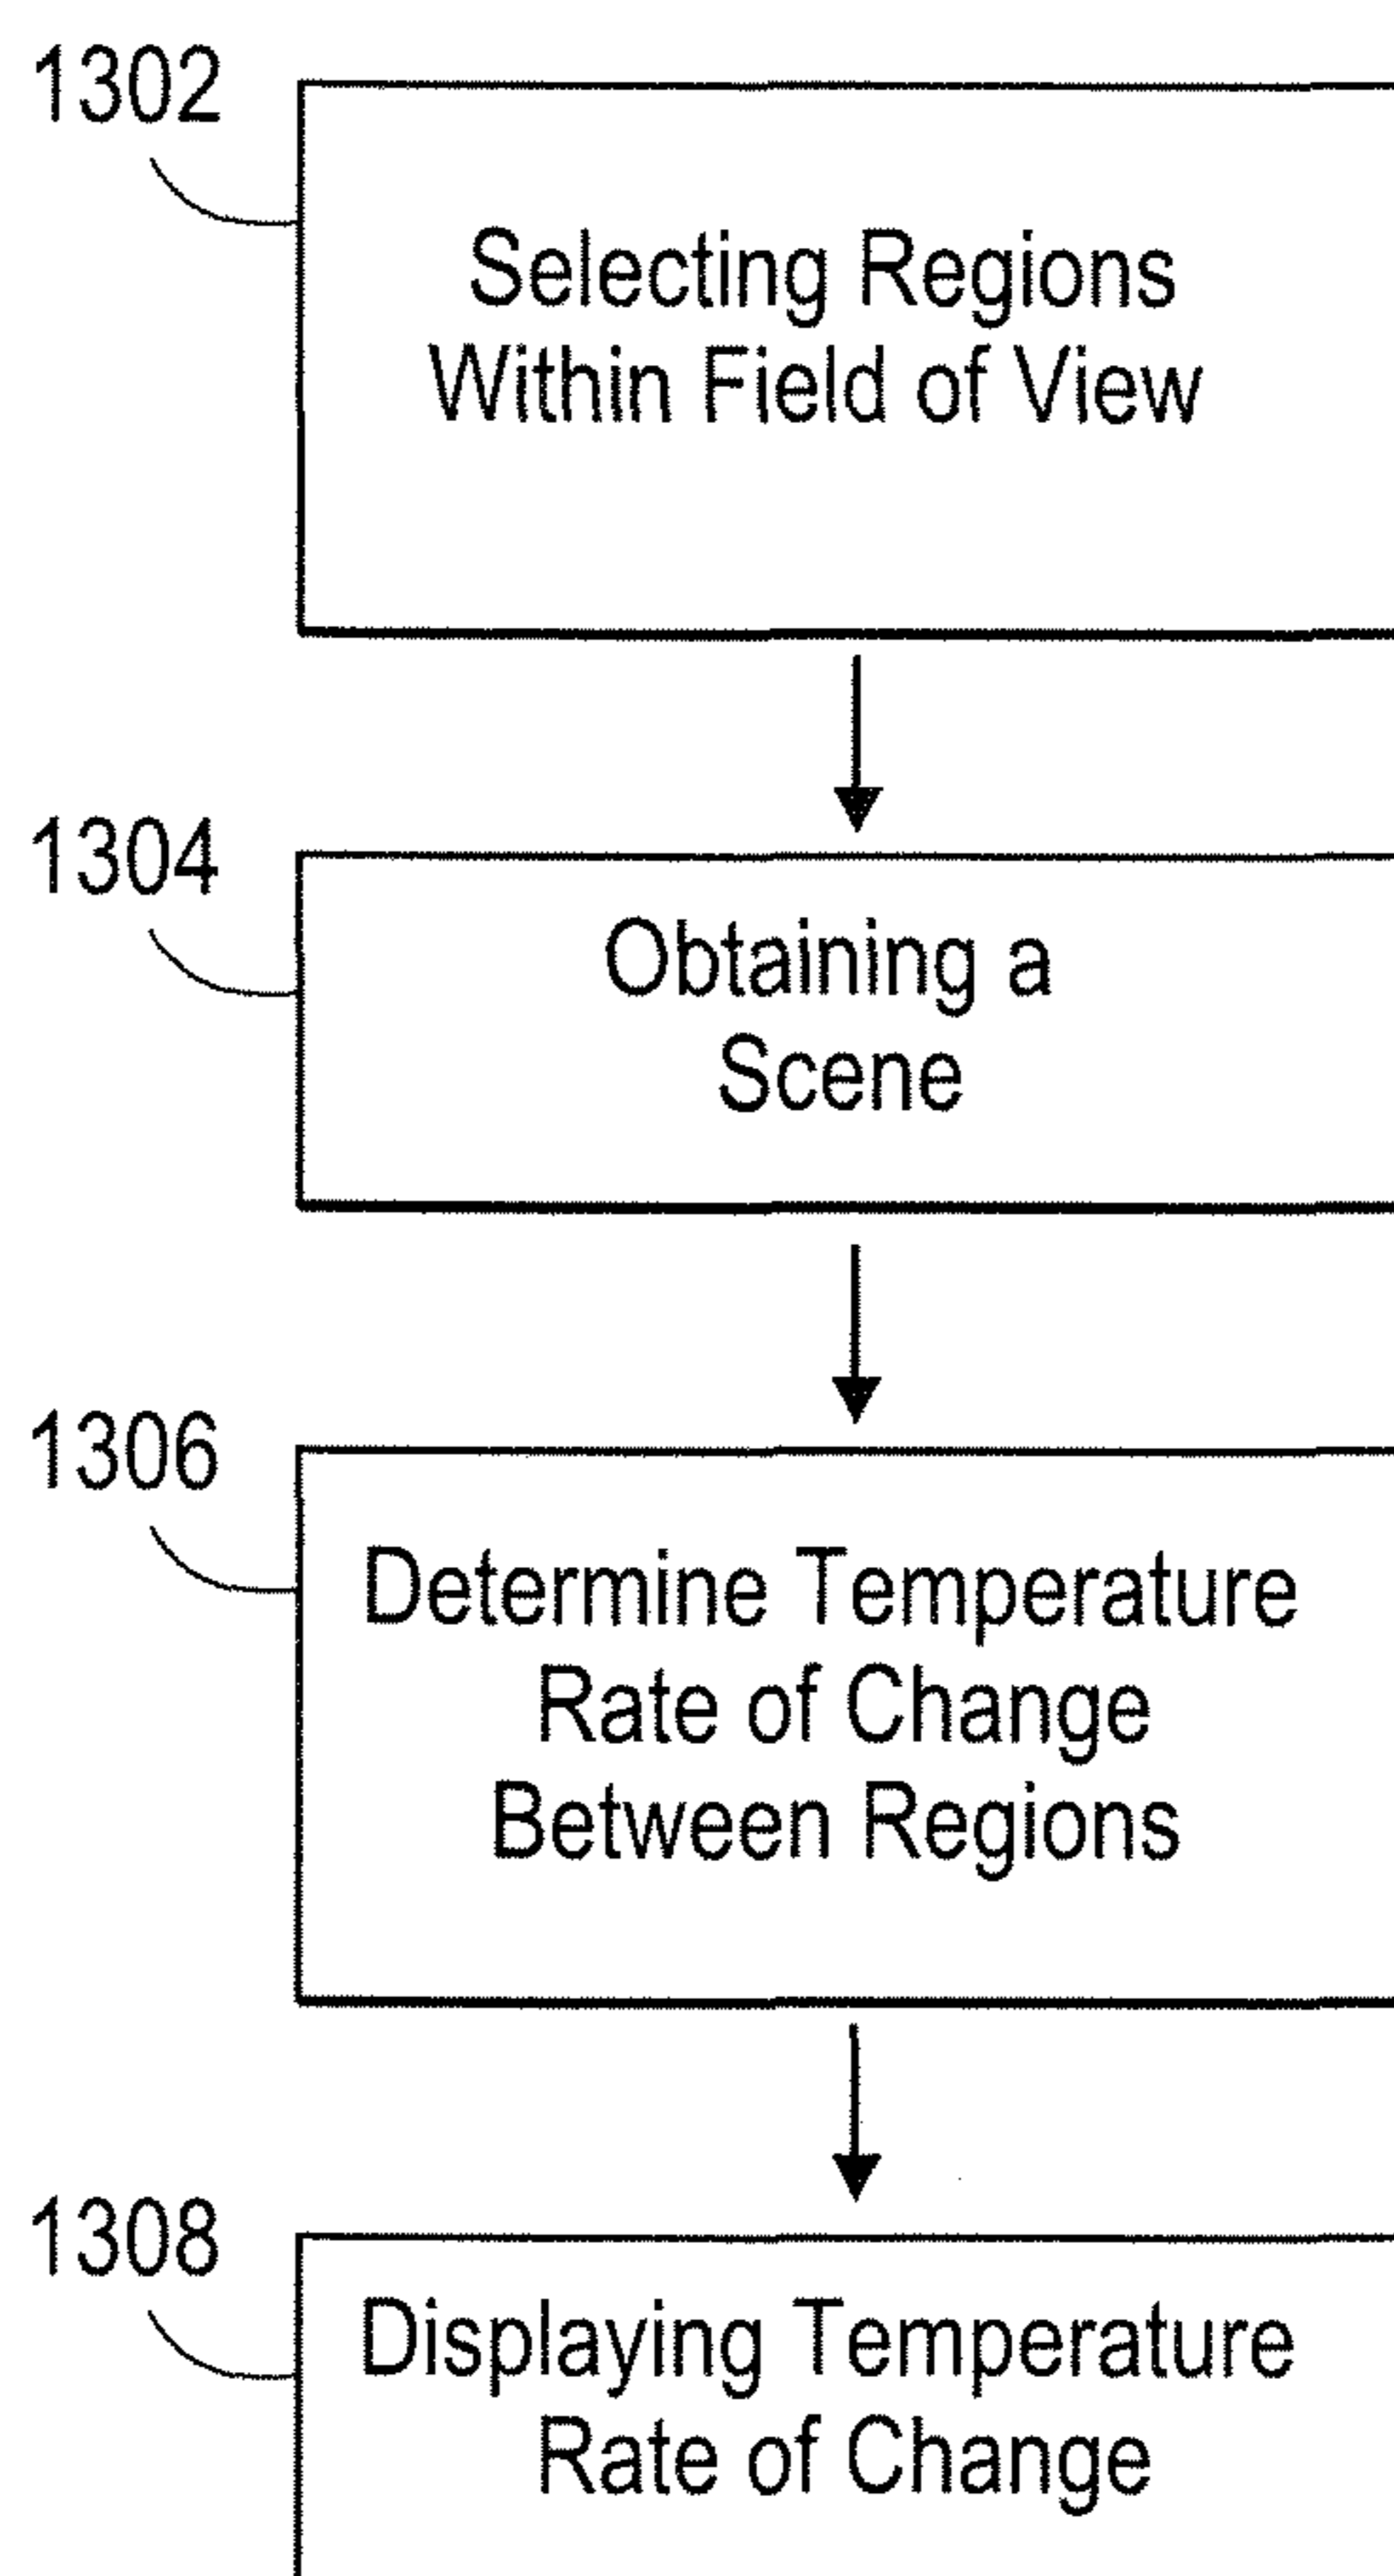 1302
Selecting Regions
Within Field of View
1304
Obtaining a
Scene
1306
Determine Temperature
Rate of Change
Between Regions
1308
Displaying Temperature
Rate of Change